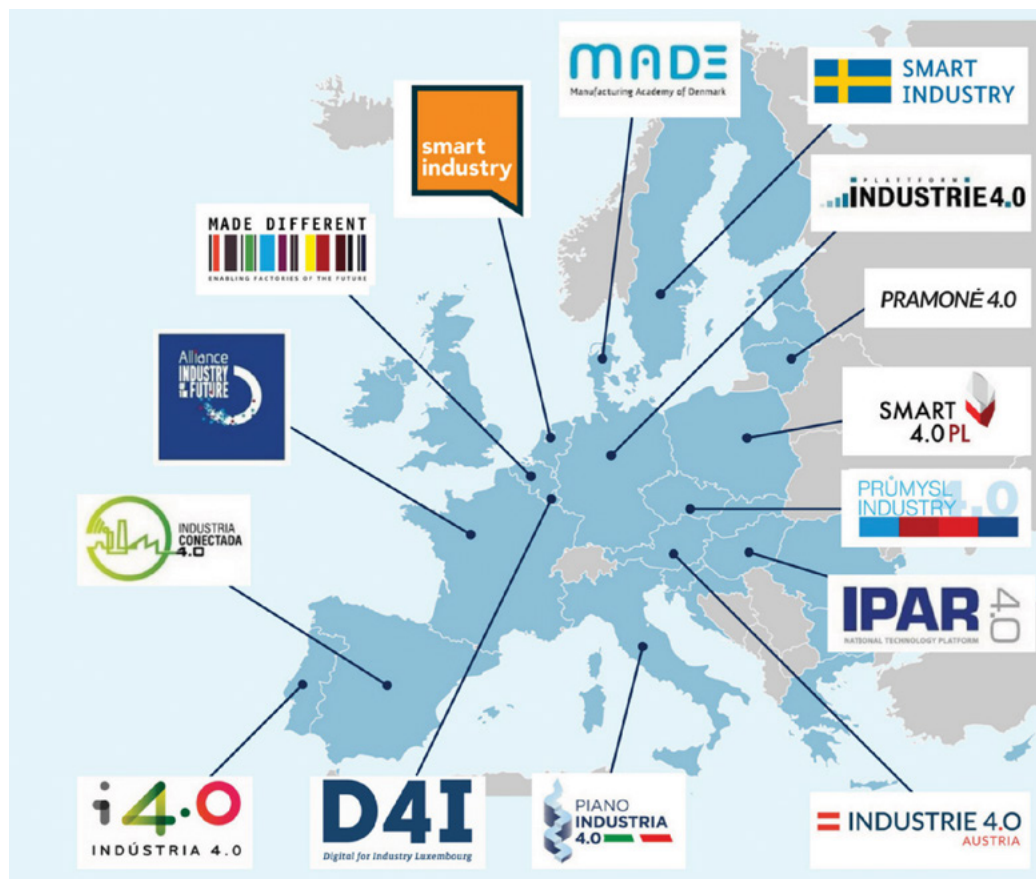 MADE
Manufacturing Academy of Denmark
SMART
INDUSTRY
smart
industry
PLATTFORM
INDUSTRIE 4.0
MADE DIFFERENT
ENABLING FACTORIES OF THE FUTURE
PRAMONĖ 4.0
Alliance
INDUSTRY
OF THE
FUTURE
SMART
4.0 PL
PRŮMYSL
INDUSTRY 4.0
INDUSTRIA
CONECTADA
4.0
IPAR 4.0
NATIONAL TECHNOLOGY PLATFORM
i4.0
INDÚSTRIA 4.0
D4I
Digital for Industry Luxembourg
PIANO
INDUSTRIA
4.0
INDUSTRIE 4.0
AUSTRIA